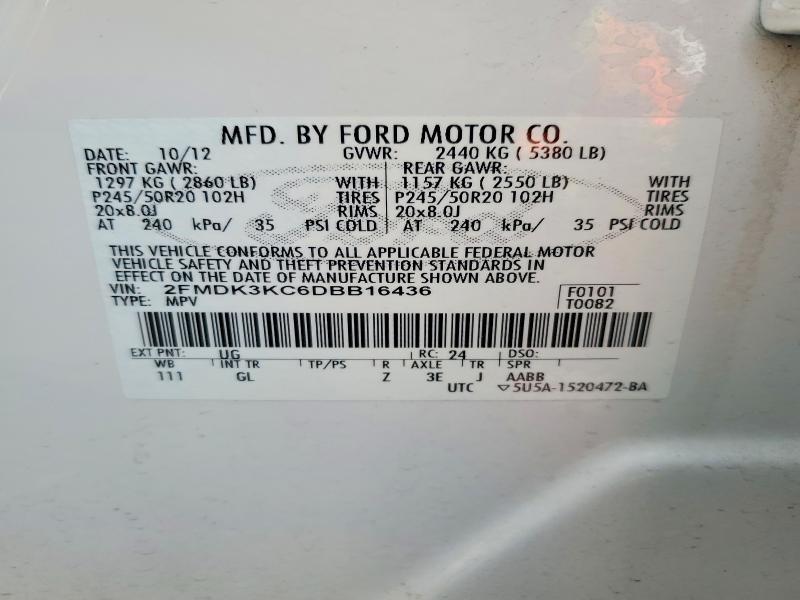 MFD. BY FORD MOTOR CO.
DATE: 10/12 GVWR: 2440 KG ( 5380 LB)
FRONT GAWR: REAR GAWR:
1297 KG ( 2860 LB) WITH 1157 KG ( 2550 LB) WITH
P245/50R20 102H TIRES P245/50R20 102H TIRES
20x8.0J RIMS 20x8.0J RIMS
AT 240 kPa/ 35 PSI COLD AT 240 kPa/ 35 PSI COLD
THIS VEHICLE CONFORMS TO ALL APPLICABLE FEDERAL MOTOR
VEHICLE SAFETY AND THEFT PREVENTION STANDARDS IN
EFFECT ON THE DATE OF MANUFACTURE SHOWN ABOVE.
VIN: 2FMDK3KC6DBB16436 F0101
TYPE: MPV T0082
EXT PNT: UG RC: 24 DSO:
WB INT TR TP/PS R AXLE TR SPR
111 GL Z 3E J AABB
UTC ▽5U5A-1520472-BA